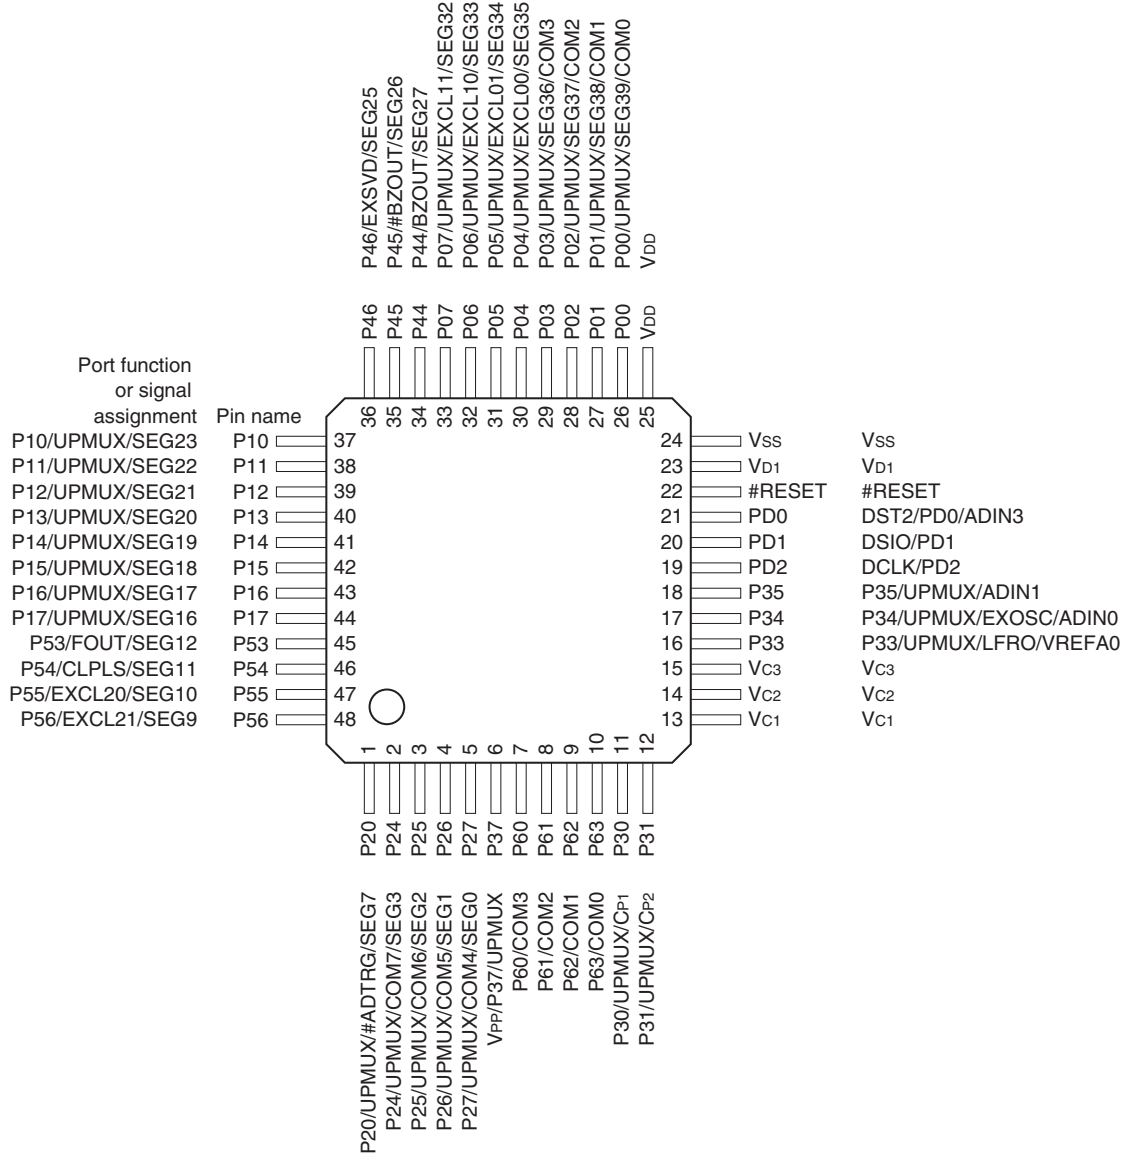 P46/EXSVD/SEG25
P45/#BZOUT/SEG26
P44/BZOUT/SEG27
P07/UPMUX/EXCL11/SEG32
P06/UPMUX/EXCL10/SEG33
P05/UPMUX/EXCL01/SEG34
P04/UPMUX/EXCL00/SEG35
P03/UPMUX/SEG36/COM3
P02/UPMUX/SEG37/COM2
P01/UPMUX/SEG38/COM1
P00/UPMUX/SEG39/COM0
VDD
P46
P45
P44
P07
P06
P05
P04
P03
P02
P01
P00
VDD
36
35
34
33
32
31
30
29
28
27
26
25
Port function
or signal
assignment Pin name
P10/UPMUX/SEG23 P10 37
P11/UPMUX/SEG22 P11 38
P12/UPMUX/SEG21 P12 39
P13/UPMUX/SEG20 P13 40
P14/UPMUX/SEG19 P14 41
P15/UPMUX/SEG18 P15 42
P16/UPMUX/SEG17 P16 43
P17/UPMUX/SEG16 P17 44
P53/FOUT/SEG12 P53 45
P54/CLPLS/SEG11 P54 46
P55/EXCL20/SEG10 P55 47
P56/EXCL21/SEG9 P56 48
24 VSS VSS
23 VD1 VD1
22 #RESET #RESET
21 PD0 DST2/PD0/ADIN3
20 PD1 DSIO/PD1
19 PD2 DCLK/PD2
18 P35 P35/UPMUX/ADIN1
17 P34 P34/UPMUX/EXOSC/ADIN0
16 P33 P33/UPMUX/LFRO/VREFA0
15 VC3 VC3
14 VC2 VC2
13 VC1 VC1
1
2
3
4
5
6
7
8
9
10
11
12
P20
P24
P25
P26
P27
P37
P60
P61
P62
P63
P30
P31
P20/UPMUX/#ADTRG/SEG7
P24/UPMUX/COM7/SEG3
P25/UPMUX/COM6/SEG2
P26/UPMUX/COM5/SEG1
P27/UPMUX/COM4/SEG0
VPP/P37/UPMUX
P60/COM3
P61/COM2
P62/COM1
P63/COM0
P30/UPMUX/CP1
P31/UPMUX/CP2